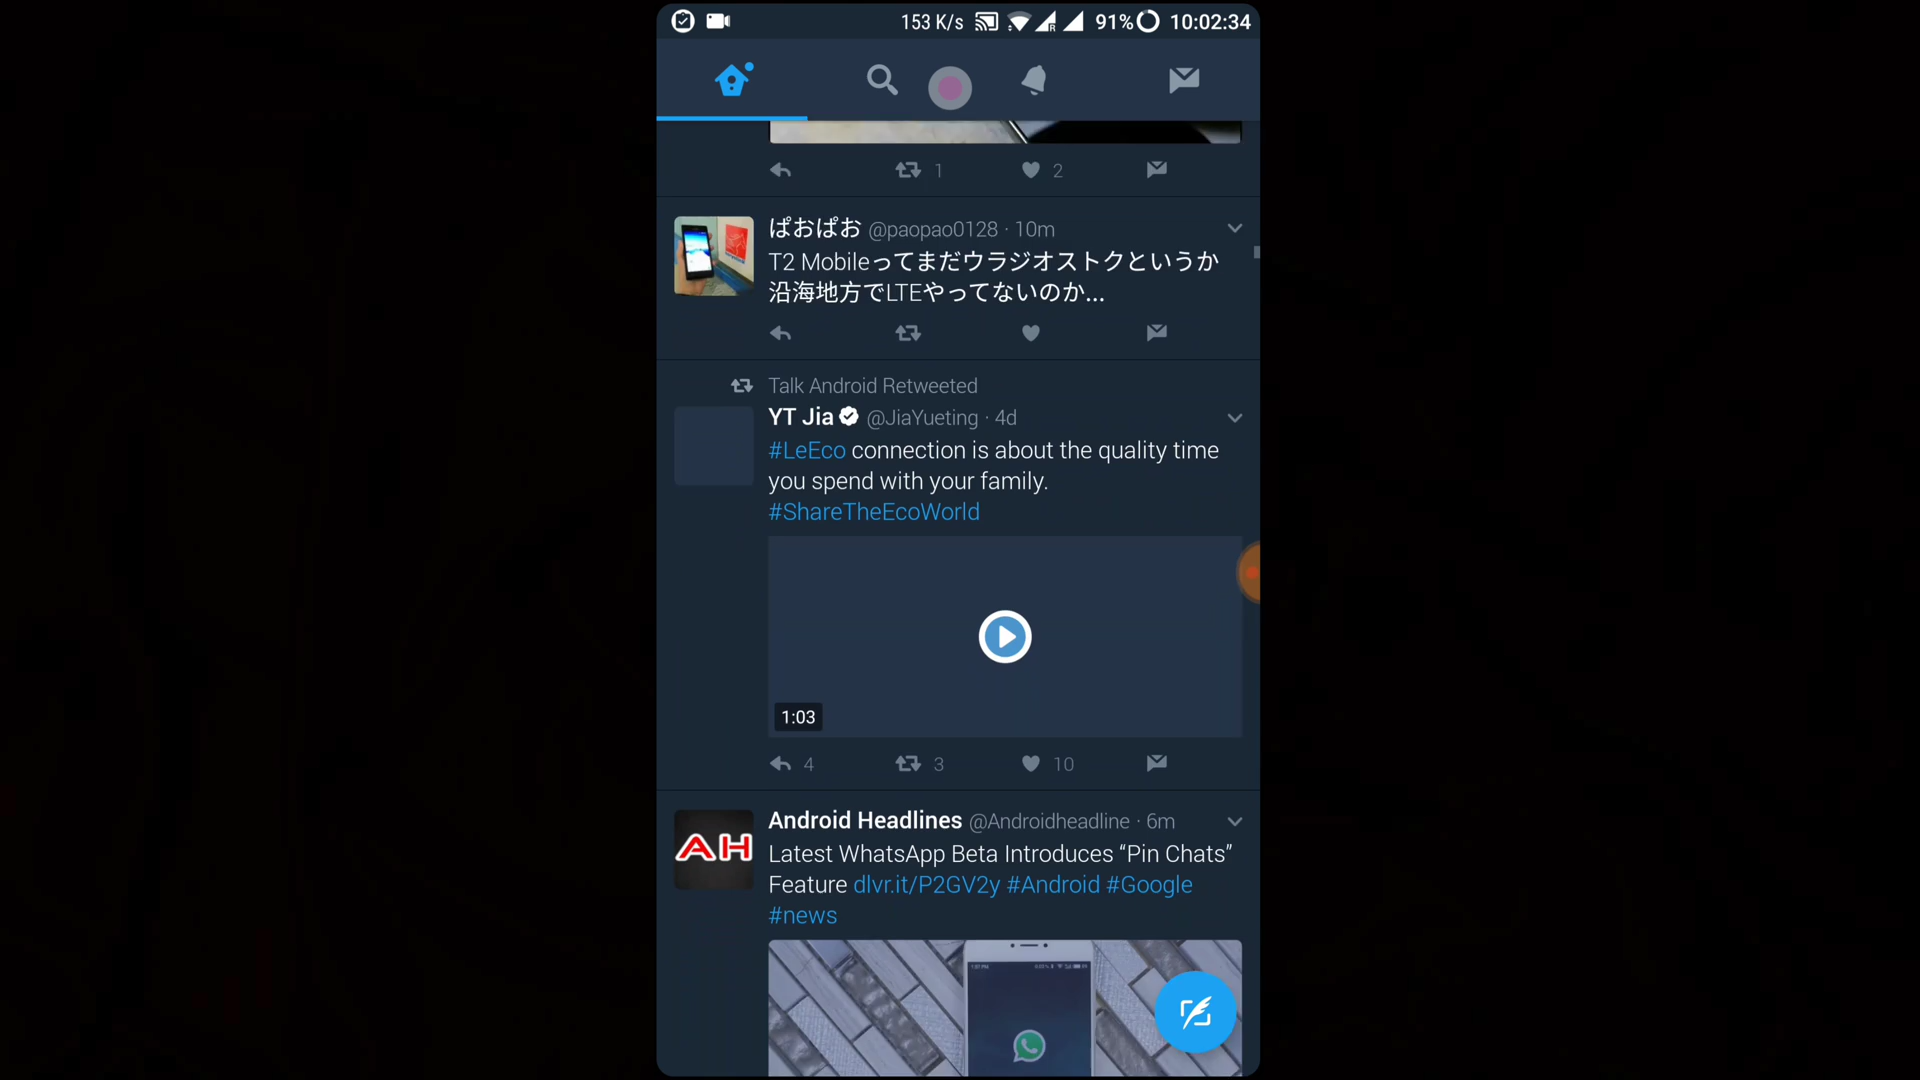 153 K/s 91% 10:02:34
1 2
ぱおぱお @paopao0128 · 10m
T2 Mobileってまだウラジオストクというか
沿海地方でLTEやってないのか...
Talk Android Retweeted
YT Jia @JiaYueting · 4d
#LeEco connection is about the quality time
you spend with your family.
#ShareTheEcoWorld
1:03
4 3 10
AH
Android Headlines @Androidheadline · 6m
Latest WhatsApp Beta Introduces “Pin Chats”
Feature dlvr.it/P2GV2y #Android #Google
#news